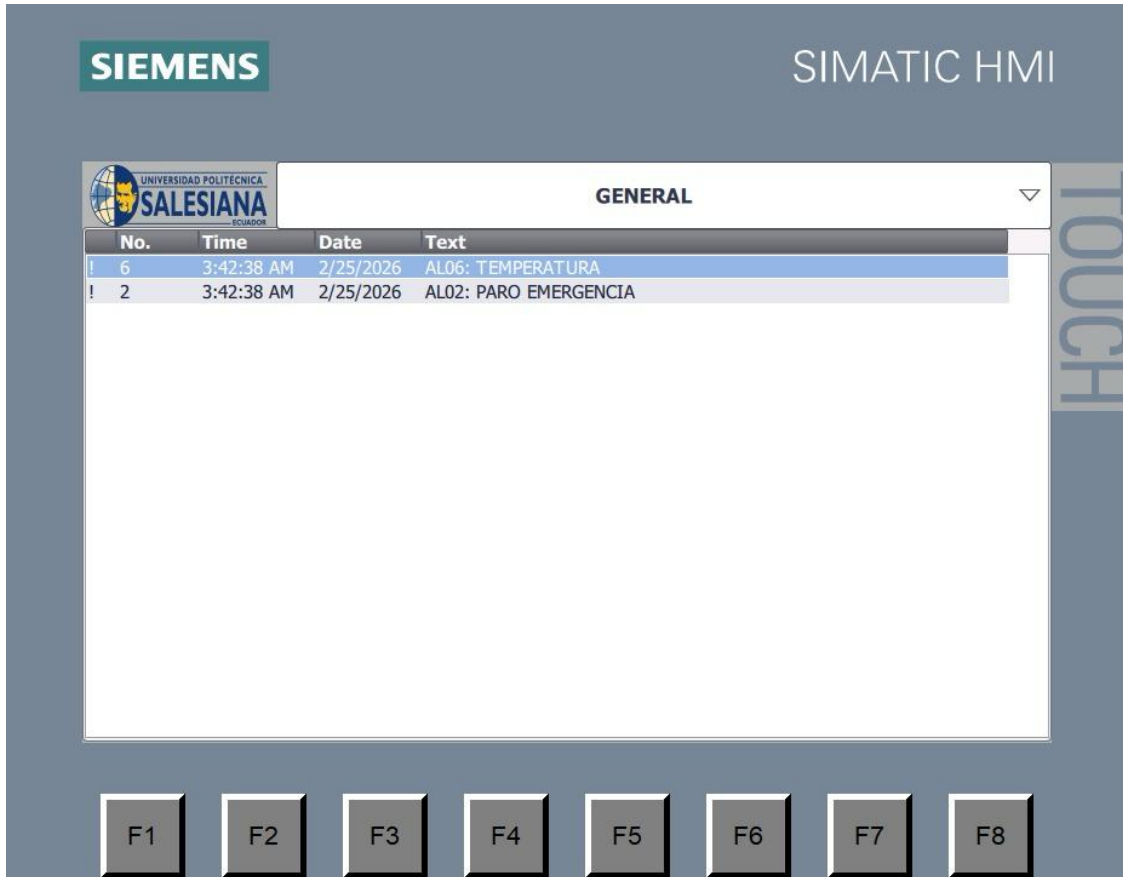 SIEMENS
SIMATIC HMI
TOUCH
UNIVERSIDAD POLITÉCNICA
SALESIANA
ECUADOR
GENERAL
No. Time Date Text
! 6 3:42:38 AM 2/25/2026 AL06: TEMPERATURA
! 2 3:42:38 AM 2/25/2026 AL02: PARO EMERGENCIA
F1 F2 F3 F4 F5 F6 F7 F8